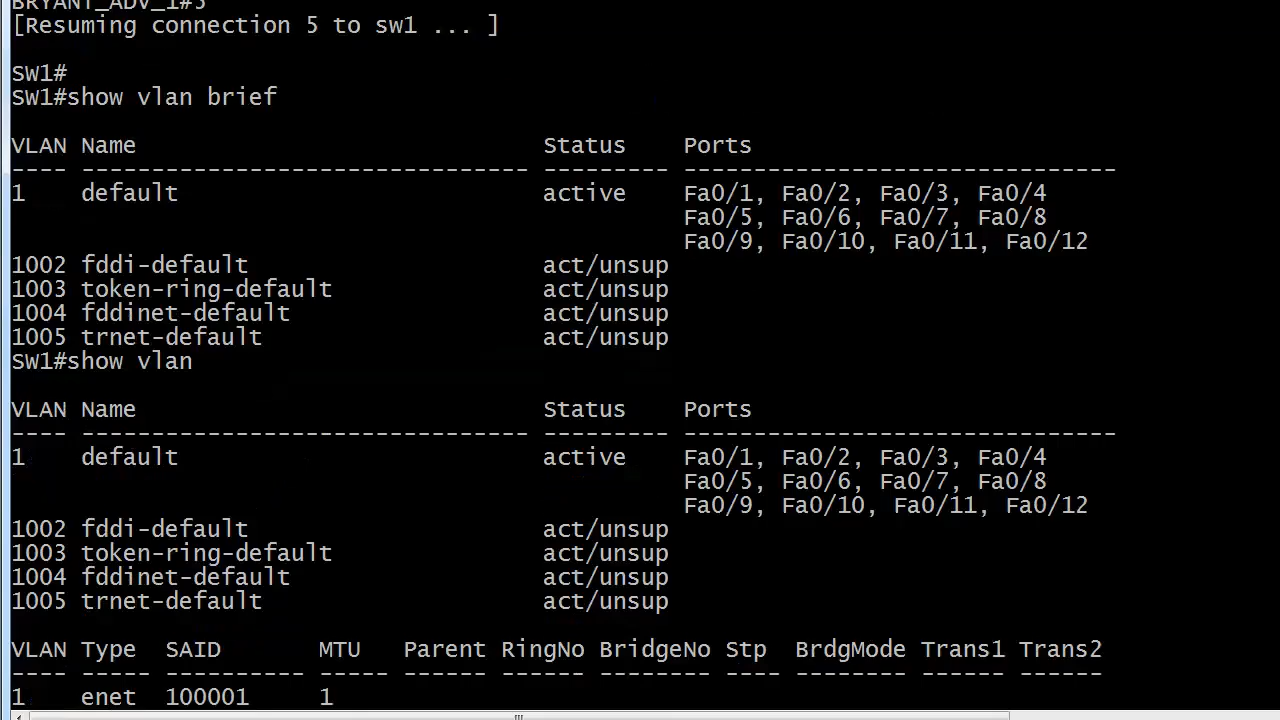 BRYANT_ADV_1#5
[Resuming connection 5 to sw1 ... ]
SW1#
SW1#show vlan brief
VLAN Name                             Status    Ports
---- -------------------------------- --------- -------------------------------
1    default                          active    Fa0/1, Fa0/2, Fa0/3, Fa0/4
                                                Fa0/5, Fa0/6, Fa0/7, Fa0/8
                                                Fa0/9, Fa0/10, Fa0/11, Fa0/12
1002 fddi-default                     act/unsup
1003 token-ring-default               act/unsup
1004 fddinet-default                  act/unsup
1005 trnet-default                    act/unsup
SW1#show vlan
VLAN Name                             Status    Ports
---- -------------------------------- --------- -------------------------------
1    default                          active    Fa0/1, Fa0/2, Fa0/3, Fa0/4
                                                Fa0/5, Fa0/6, Fa0/7, Fa0/8
                                                Fa0/9, Fa0/10, Fa0/11, Fa0/12
1002 fddi-default                     act/unsup
1003 token-ring-default               act/unsup
1004 fddinet-default                  act/unsup
1005 trnet-default                    act/unsup
VLAN Type  SAID       MTU   Parent RingNo BridgeNo Stp  BrdgMode Trans1 Trans2
---- ----- ---------- ----- ------ ------ -------- ---- -------- ------ ------
1    enet  100001     1